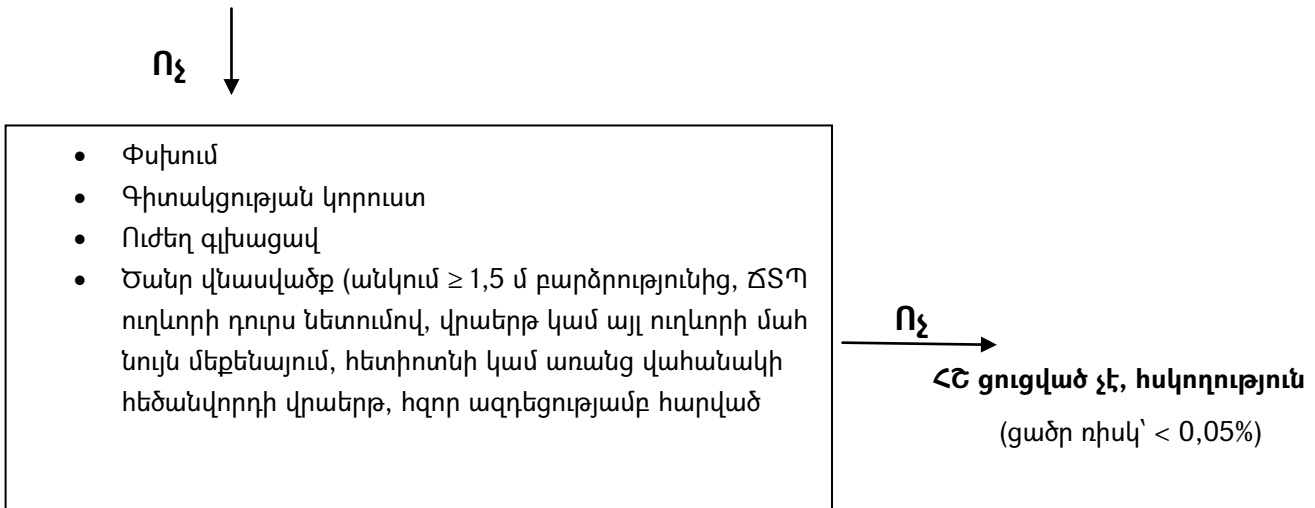 Ոչ
• Փսխում
• Գիտակցության կորուստ
• Ուժեղ գլխացավ
• Ծանր վնասվածք (անկում ≥ 1,5 մ բարձրությունից, ՃՏՊ
ուղևորի դուրս նետումով, վրաերթ կամ այլ ուղևորի մահ
նույն մեքենայում, հետիոտնի կամ առանց վահանակի
հեծանվորդի վրաերթ, հզոր ազդեցությամբ հարված
Ոչ
ՀՇ ցուցված չէ, հսկողություն
(ցածր ռիսկ՝ < 0,05%)